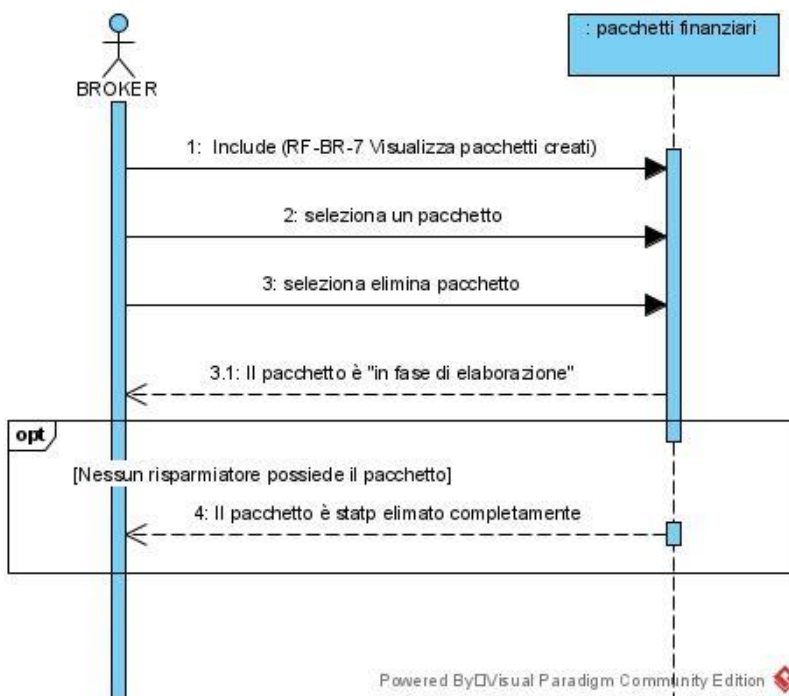 : pacchetti finanziari
BROKER
1: Include (RF-BR-7 Visualizza pacchetti creati)
2: seleziona un pacchetto
3: seleziona elimina pacchetto
3.1: Il pacchetto è "in fase di elaborazione"
opt
[Nessun risparmiatore possiede il pacchetto]
4: Il pacchetto è statp elimato completamente
Powered By□Visual Paradigm Community Edition